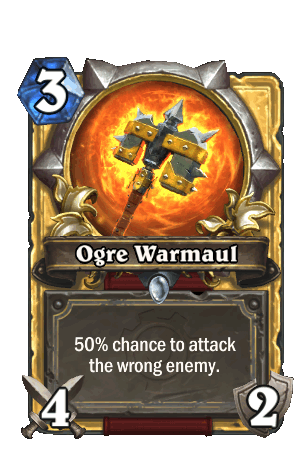 3
Ogre Warmaul
50% chance to attack
the wrong enemy.
4
2